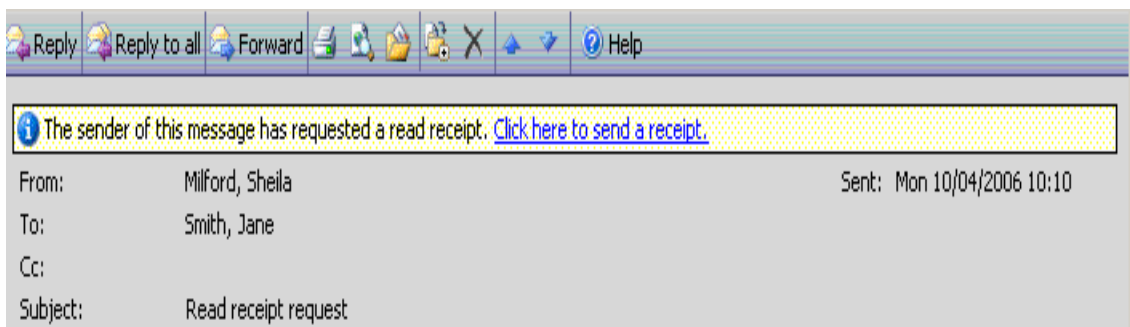 Reply Reply to all Forward Help
The sender of this message has requested a read receipt. Click here to send a receipt.
From: Milford, Sheila Sent: Mon 10/04/2006 10:10
To: Smith, Jane
Cc:
Subject: Read receipt request